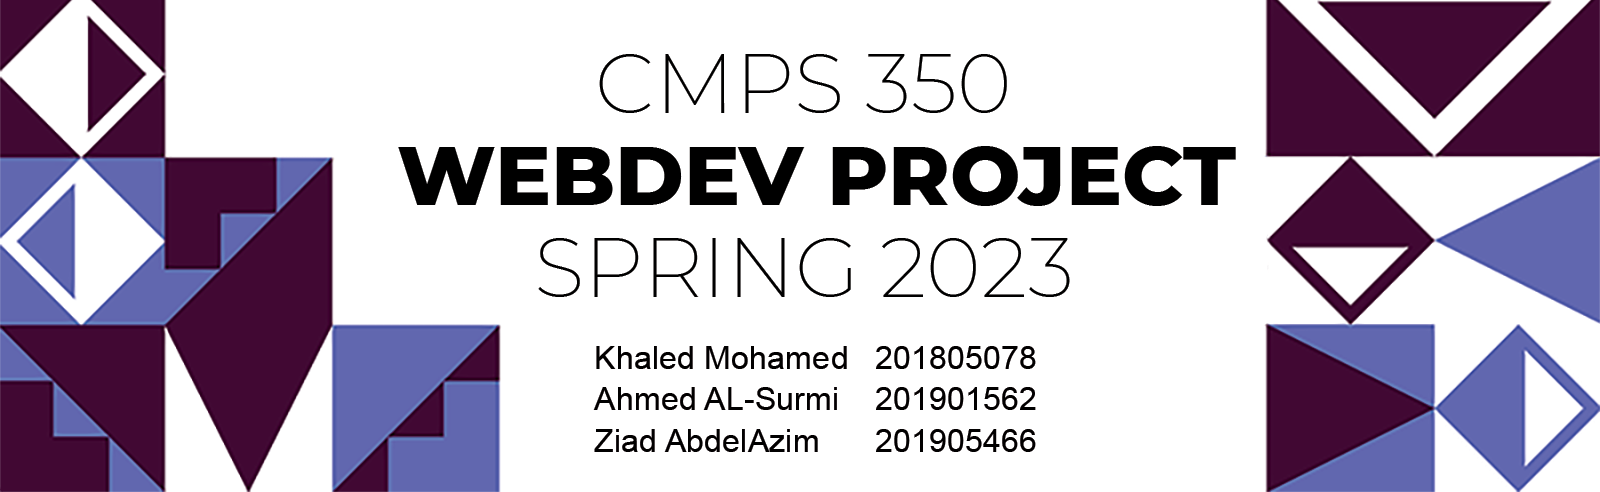 CMPS 350
WEBDEV PROJECT
SPRING 2023
Khaled Mohamed 201805078
Ahmed AL-Surmi 201901562
Ziad AbdelAzim 201905466